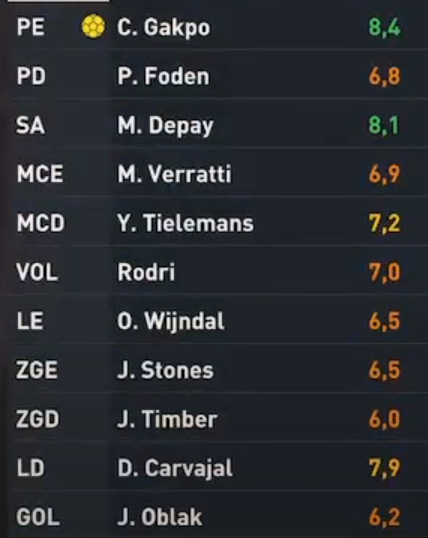 PE C. Gakpo 8,4
PD P. Foden 6,8
SA M. Depay 8,1
MCE M. Verratti 6,9
MCD Y. Tielemans 7,2
VOL Rodri 7,0
LE O. Wijndal 6,5
ZGE J. Stones 6,5
ZGD J. Timber 6,0
LD D. Carvajal 7,9
GOL J. Oblak 6,2